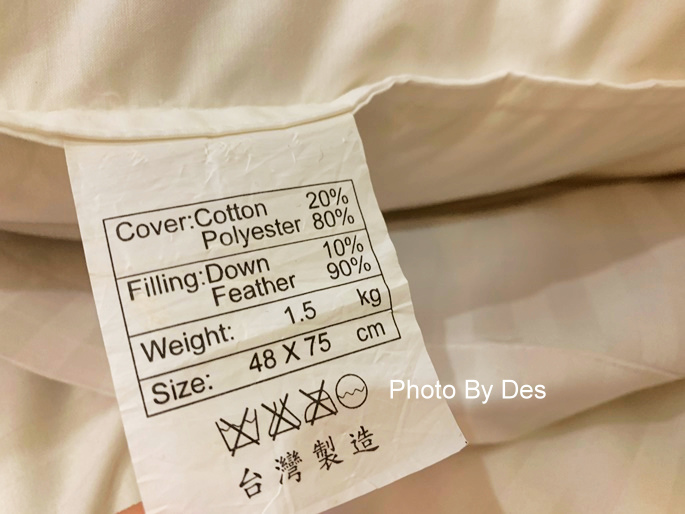 Cover:Cotton 20%
Polyester 80%
Filling:Down 10%
Feather 90%
Weight: 1.5 kg
Size: 48 X 75 cm
Photo By Des
台灣製造